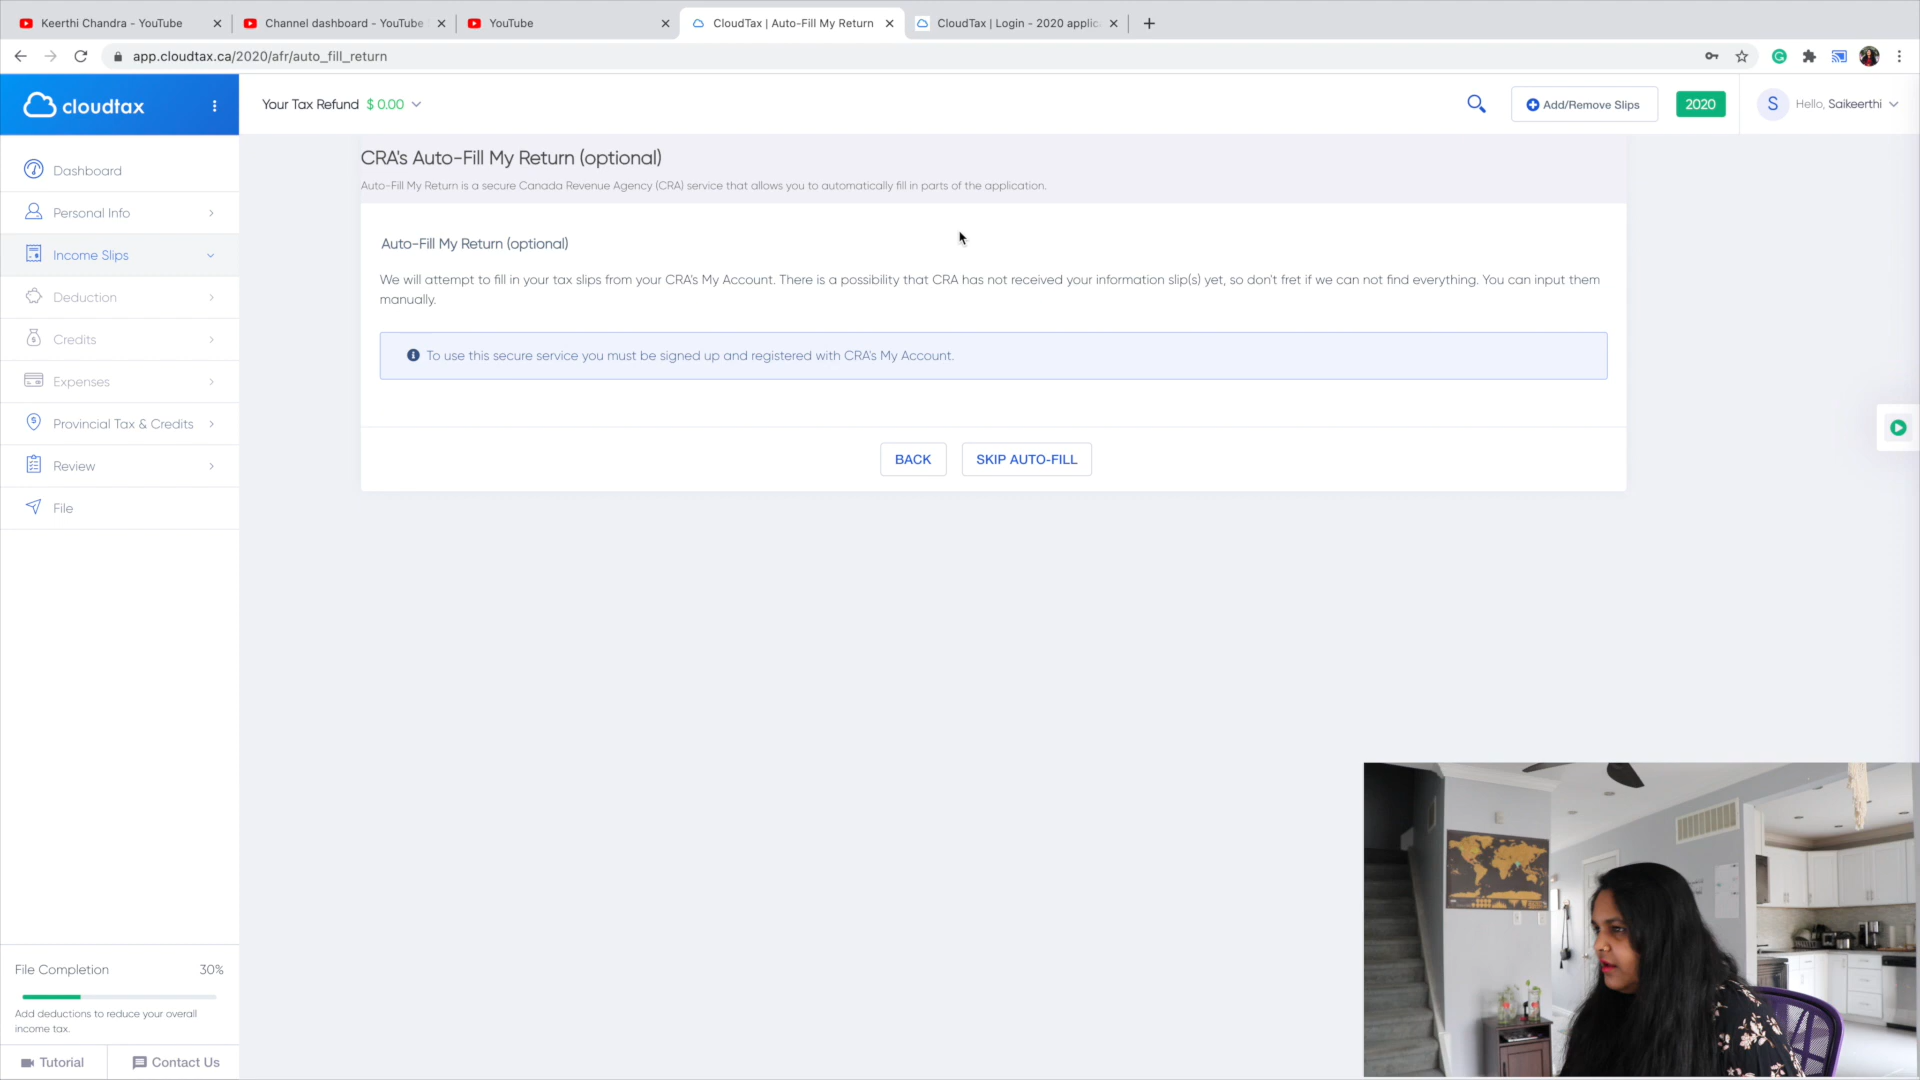 Keerthi Chandra - YouTube
Channel dashboard - YouTube
YouTube
CloudTax | Auto-Fill My Return
CloudTax | Login - 2020 applic
app.cloudtax.ca/2020/afr/auto_fill_return
cloudtax
Your Tax Refund $ 0.00
Add/Remove Slips
2020
S
Hello, Saikeerthi
Dashboard
Personal Info
Income Slips
Deduction
Credits
Expenses
Provincial Tax & Credits
Review
File
CRA's Auto-Fill My Return (optional)
Auto-Fill My Return is a secure Canada Revenue Agency (CRA) service that allows you to automatically fill in parts of the application.
Auto-Fill My Return (optional)
We will attempt to fill in your tax slips from your CRA's My Account. There is a possibility that CRA has not received your information slip(s) yet, so don't fret if we can not find everything. You can input them
manually.
To use this secure service you must be signed up and registered with CRA's My Account.
BACK
SKIP AUTO-FILL
File Completion 30%
Add deductions to reduce your overall
income tax.
Tutorial
Contact Us